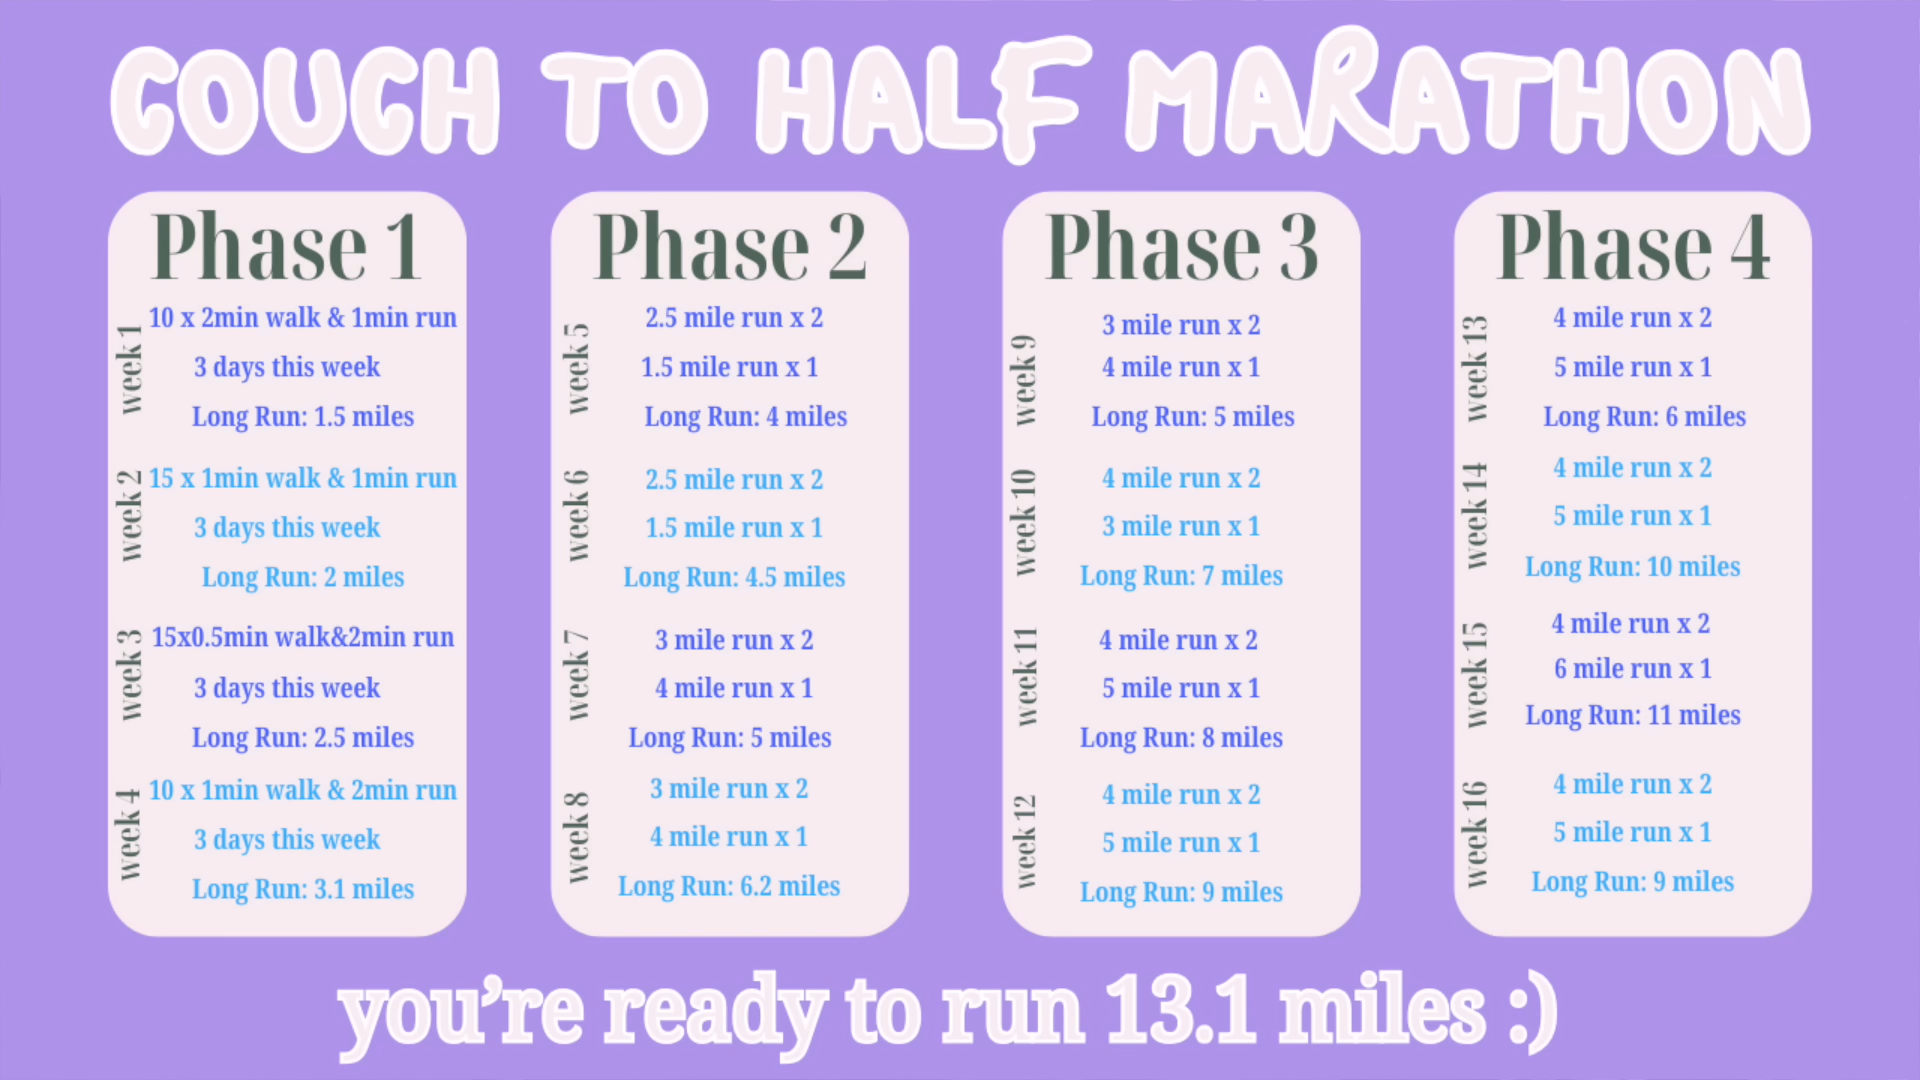 COUCH TO HALF MARATHON
Phase 1
week 1
10 x 2min walk & 1min run
3 days this week
Long Run: 1.5 miles
week 2
15 x 1min walk & 1min run
3 days this week
Long Run: 2 miles
week 3
15x0.5min walk&2min run
3 days this week
Long Run: 2.5 miles
week 4
10 x 1min walk & 2min run
3 days this week
Long Run: 3.1 miles
Phase 2
week 5
2.5 mile run x 2
1.5 mile run x 1
Long Run: 4 miles
week 6
2.5 mile run x 2
1.5 mile run x 1
Long Run: 4.5 miles
week 7
3 mile run x 2
4 mile run x 1
Long Run: 5 miles
week 8
3 mile run x 2
4 mile run x 1
Long Run: 6.2 miles
Phase 3
week 9
3 mile run x 2
4 mile run x 1
Long Run: 5 miles
week 10
4 mile run x 2
3 mile run x 1
Long Run: 7 miles
week 11
4 mile run x 2
5 mile run x 1
Long Run: 8 miles
week 12
4 mile run x 2
5 mile run x 1
Long Run: 9 miles
Phase 4
week 13
4 mile run x 2
5 mile run x 1
Long Run: 6 miles
week 14
4 mile run x 2
5 mile run x 1
Long Run: 10 miles
week 15
4 mile run x 2
6 mile run x 1
Long Run: 11 miles
week 16
4 mile run x 2
5 mile run x 1
Long Run: 9 miles
you’re ready to run 13.1 miles :)